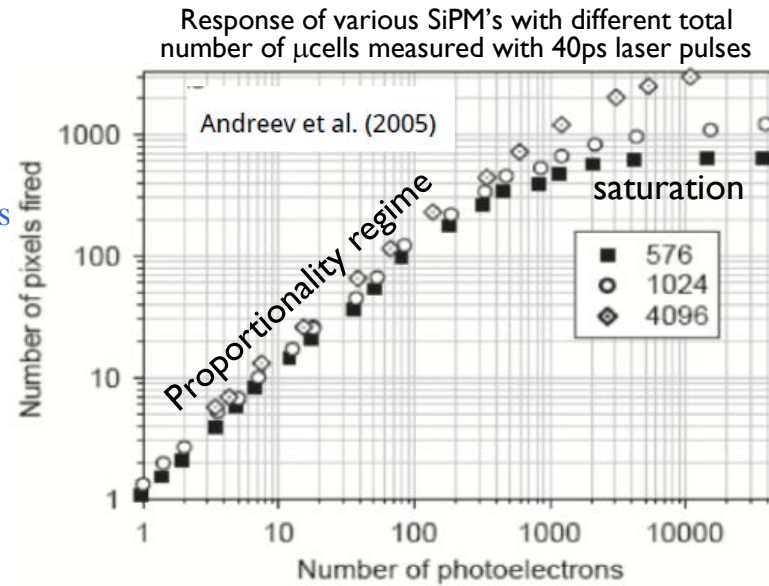 Response of various SiPM's with different total
number of μcells measured with 40ps laser pulses
Andreev et al. (2005)
1000
100
10
1
Number of pixels fired
s
Proportionality regime
saturation
576
1024
4096
1 10 100 1000 10000
Number of photoelectrons